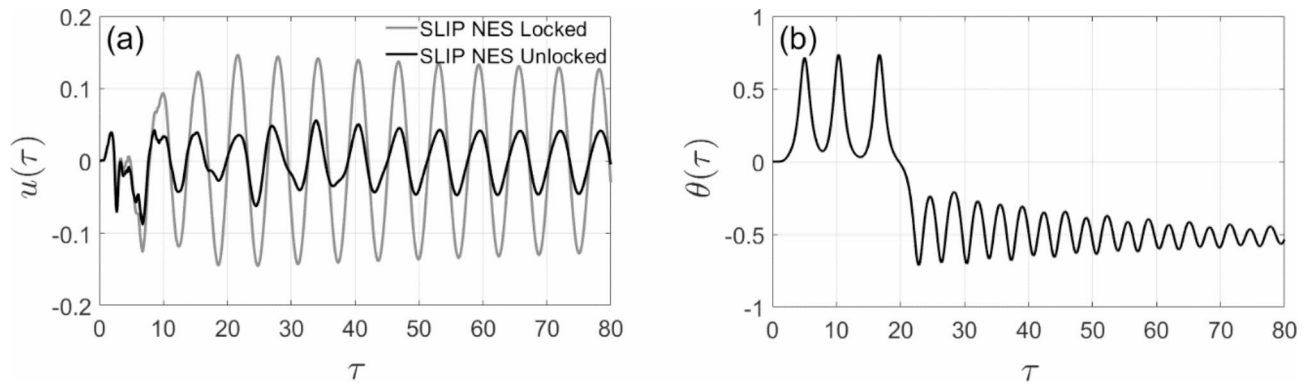 (a)
SLIP NES Locked
SLIP NES Unlocked
0.2
0.1
0
-0.1
-0.2
u(τ)
0 10 20 30 40 50 60 70 80
τ
(b)
1
0.5
0
-0.5
-1
θ(τ)
0 10 20 30 40 50 60 70 80
τ